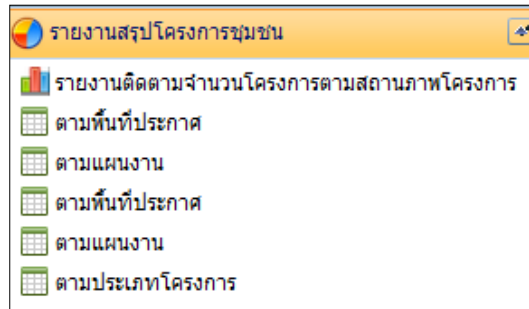 รายงานสรุปโครงการชุมชน
รายงานติดตามจำนวนโครงการตามสถานภาพโครงการ
ตามพื้นที่ประกาศ
ตามแผนงาน
ตามพื้นที่ประกาศ
ตามแผนงาน
ตามประเภทโครงการ